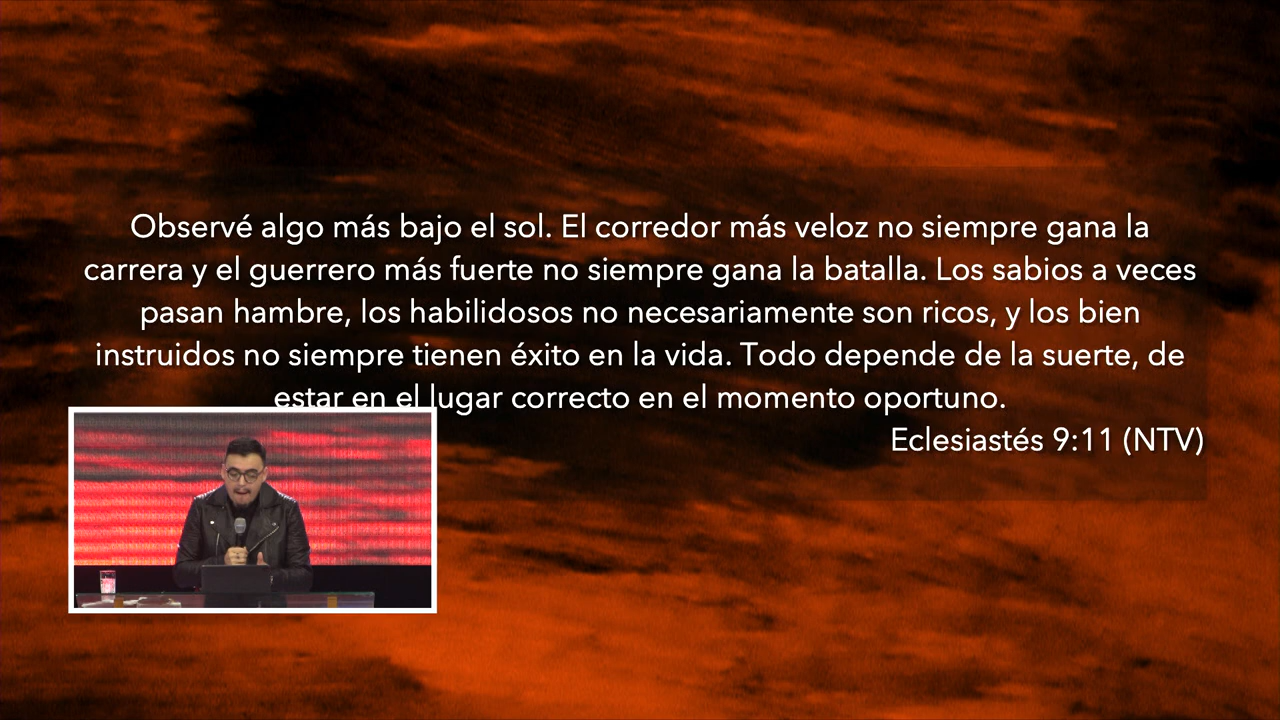 Observé algo más bajo el sol. El corredor más veloz no siempre gana la
carrera y el guerrero más fuerte no siempre gana la batalla. Los sabios a veces
pasan hambre, los habilidosos no necesariamente son ricos, y los bien
instruidos no siempre tienen éxito en la vida. Todo depende de la suerte, de
estar en el lugar correcto en el momento oportuno.
Eclesiastés 9:11 (NTV)